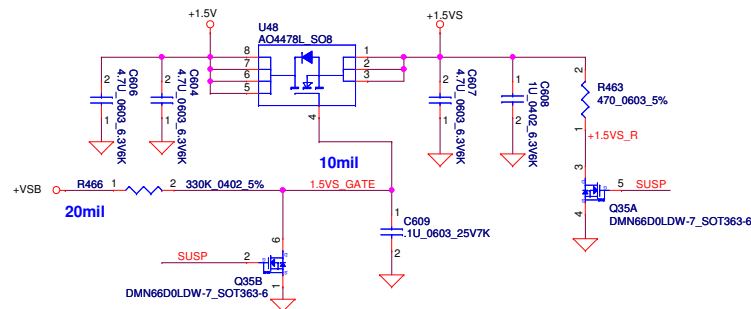 +1.5V
+1.5VS
U48
AO4478L_SO8
8
7
6
5
1
2
3
4
2
C606
4.7U_0603_6.3V6K
1
2
C604
4.7U_0603_6.3V6K
1
2
C607
4.7U_0603_6.3V6K
1
1
C608
1U_0402_6.3V6K
2
2
R463
470_0603_5%
1
+1.5VS_R
3
5
SUSP
4
Q35A
DMN66D0LDW-7_SOT363-6
10mil
+VSB
R466
1
2
330K_0402_5%
1.5VS_GATE
20mil
1
C609
.1U_0603_25V7K
2
SUSP
2
6
1
Q35B
DMN66D0LDW-7_SOT363-6